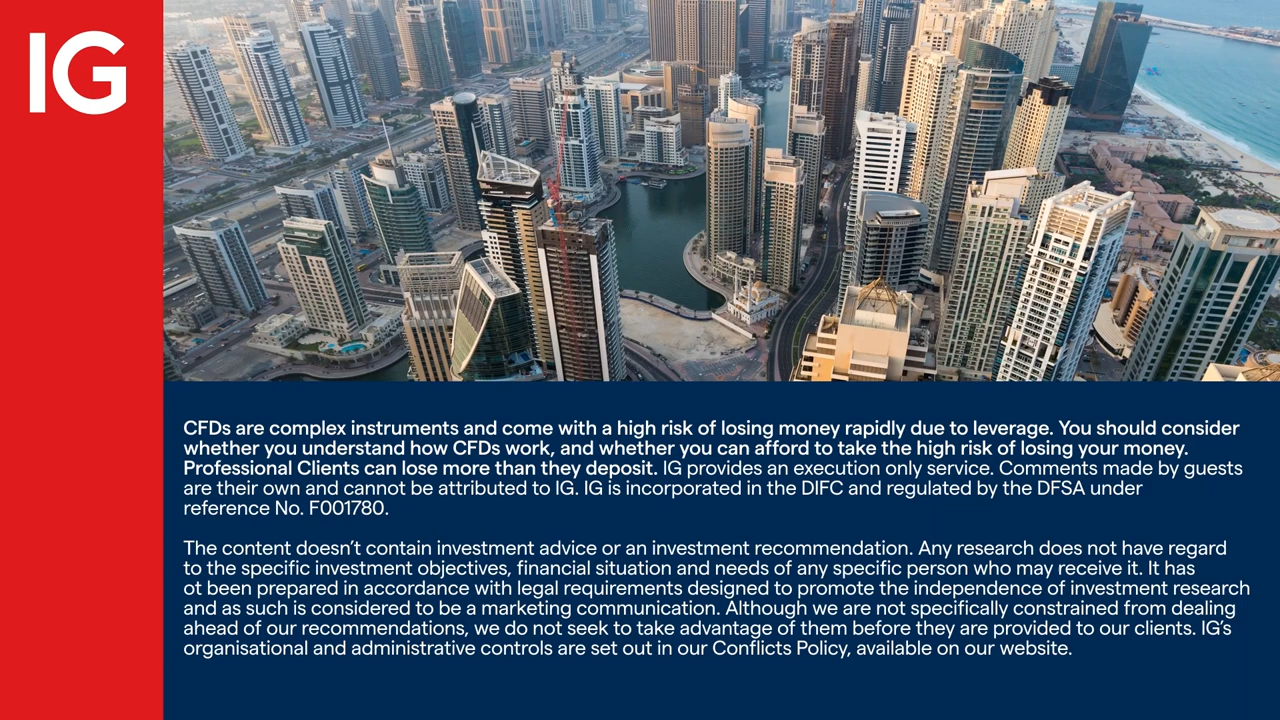 IG
CFDs are complex instruments and come with a high risk of losing money rapidly due to leverage. You should consider
whether you understand how CFDs work, and whether you can afford to take the high risk of losing your money.
Professional Clients can lose more than they deposit. IG provides an execution only service. Comments made by guests
are their own and cannot be attributed to IG. IG is incorporated in the DIFC and regulated by the DFSA under
reference No. F001780.
The content doesn’t contain investment advice or an investment recommendation. Any research does not have regard
to the specific investment objectives, financial situation and needs of any specific person who may receive it. It has
ot been prepared in accordance with legal requirements designed to promote the independence of investment research
and as such is considered to be a marketing communication. Although we are not specifically constrained from dealing
ahead of our recommendations, we do not seek to take advantage of them before they are provided to our clients. IG’s
organisational and administrative controls are set out in our Conflicts Policy, available on our website.